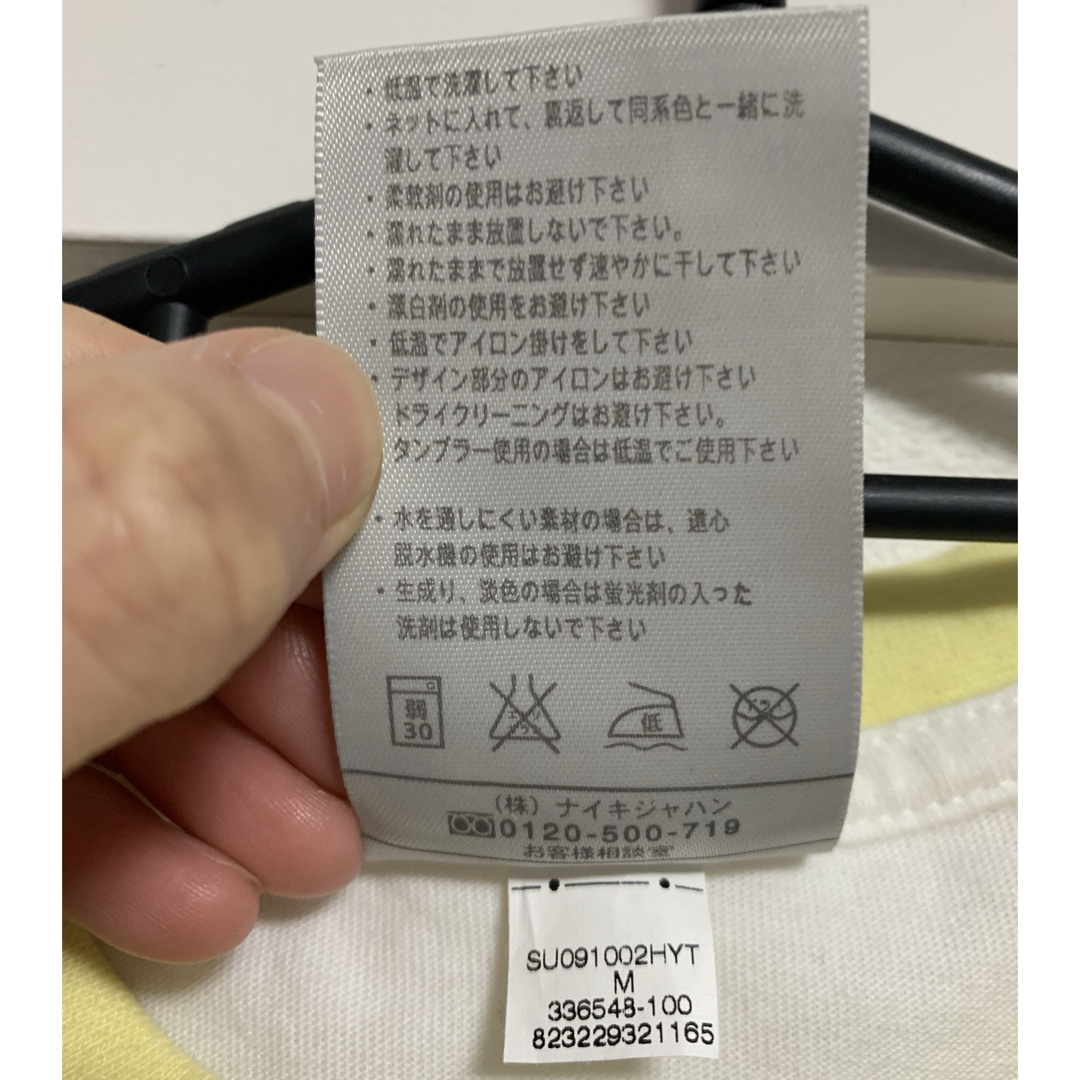 ・低温で洗濯して下さい
・ネットに入れて、裏返して同系色と一緒に洗
濯して下さい
・柔軟剤の使用はお避け下さい
・濡れたまま放置しないで下さい。
・濡れたままで放置せず速やかに干して下さい
・漂白剤の使用をお避け下さい
・低温でアイロン掛けをして下さい
・デザイン部分のアイロンはお避け下さい
ドライクリーニングはお避け下さい。
タンブラー使用の場合は低温でご使用下さい
・水を通しにくい素材の場合は、遠心
脱水機の使用はお避け下さい
・生成り、淡色の場合は蛍光剤の入った
洗剤は使用しないで下さい
弱 エンソサラシ 低 ドライ
30
(株) ナイキジャハン
0120-500-719
お客様相談室
SU091002HYT
M
336548-100
823229321165